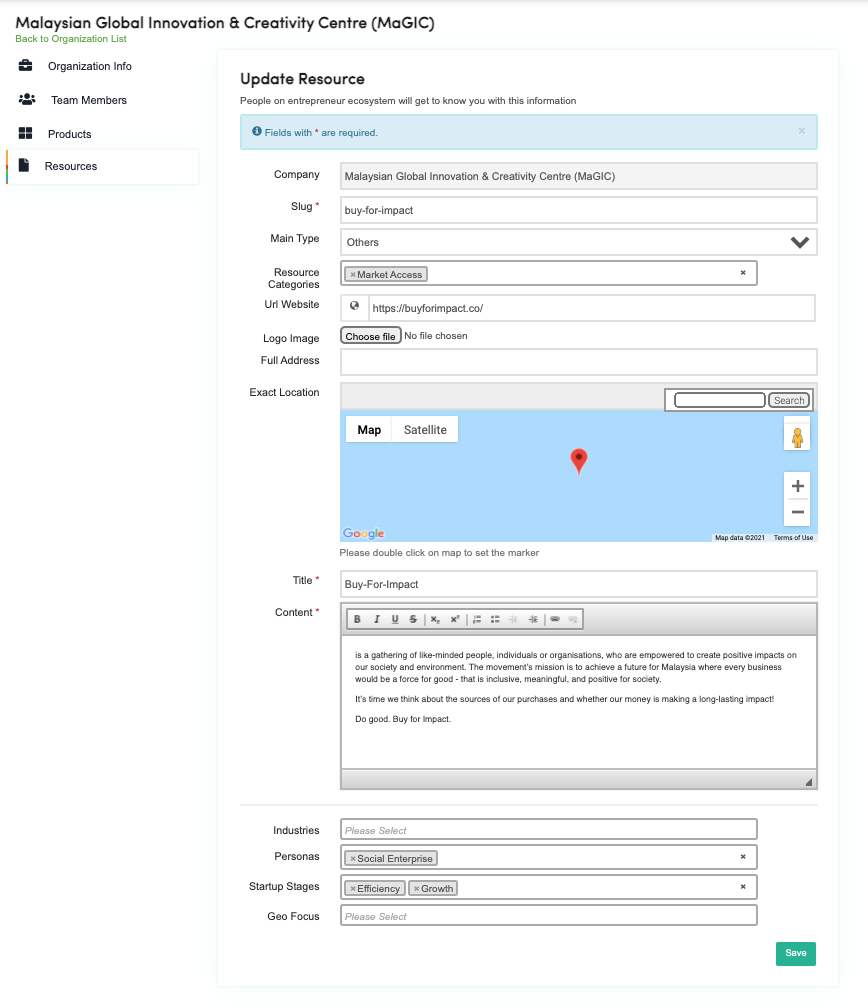 Malaysian Global Innovation & Creativity Centre (MaGIC)
Back to Organization List
Organization Info
Team Members
Products
Resources
Update Resource
People on entrepreneur ecosystem will get to know you with this information
Fields with * are required.
×
Company
Malaysian Global Innovation & Creativity Centre (MaGIC)
Slug *
buy-for-impact
Main Type
Others
Resource
Categories
×Market Access
×
Url Website
https://buyforimpact.co/
Logo Image
Choose file No file chosen
Full Address
Exact Location
Search
Map Satellite
+
−
Google
Map data ©2021 Terms of Use
Please double click on map to set the marker
Title *
Buy-For-Impact
Content *
B I U S x₂ x²
is a gathering of like-minded people, individuals or organisations, who are empowered to create positive impacts on
our society and environment. The movement's mission is to achieve a future for Malaysia where every business
would be a force for good - that is inclusive, meaningful, and positive for society.
It's time we think about the sources of our purchases and whether our money is making a long-lasting impact!
Do good. Buy for Impact.
Industries
Please Select
Personas
×Social Enterprise
×
Startup Stages
×Efficiency ×Growth
×
Geo Focus
Please Select
Save